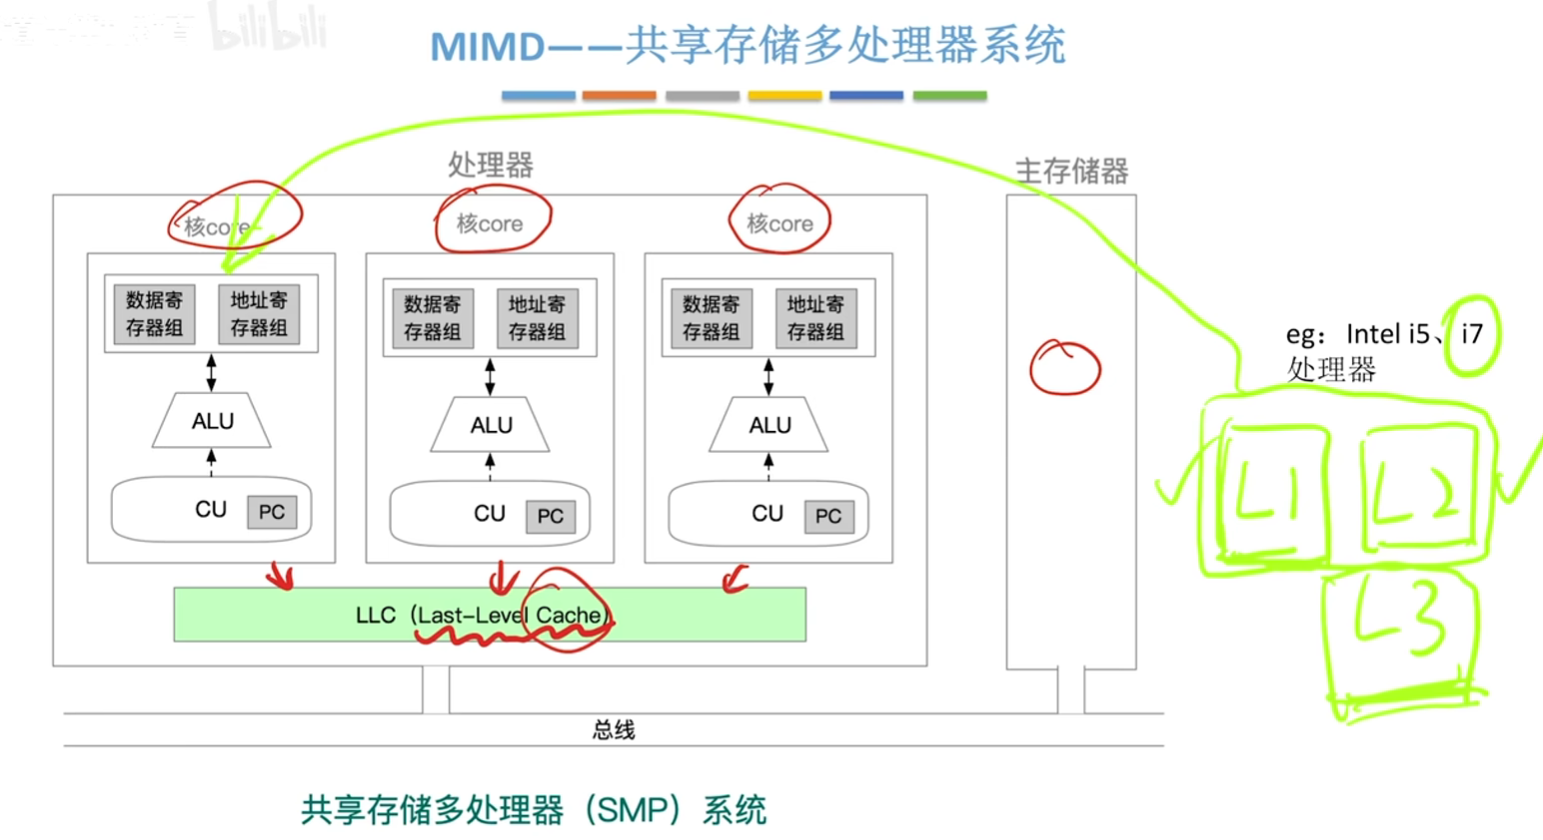 bilibili
MIMD——共享存储多处理器系统
处理器
主存储器
核core
核core
核core
数据寄
存器组
地址寄
存器组
数据寄
存器组
地址寄
存器组
数据寄
存器组
地址寄
存器组
eg：Intel i5、i7
处理器
ALU
ALU
ALU
L1
L2
CU
PC
CU
PC
CU
PC
LLC（Last-Level Cache）
L3
总线
共享存储多处理器（SMP）系统